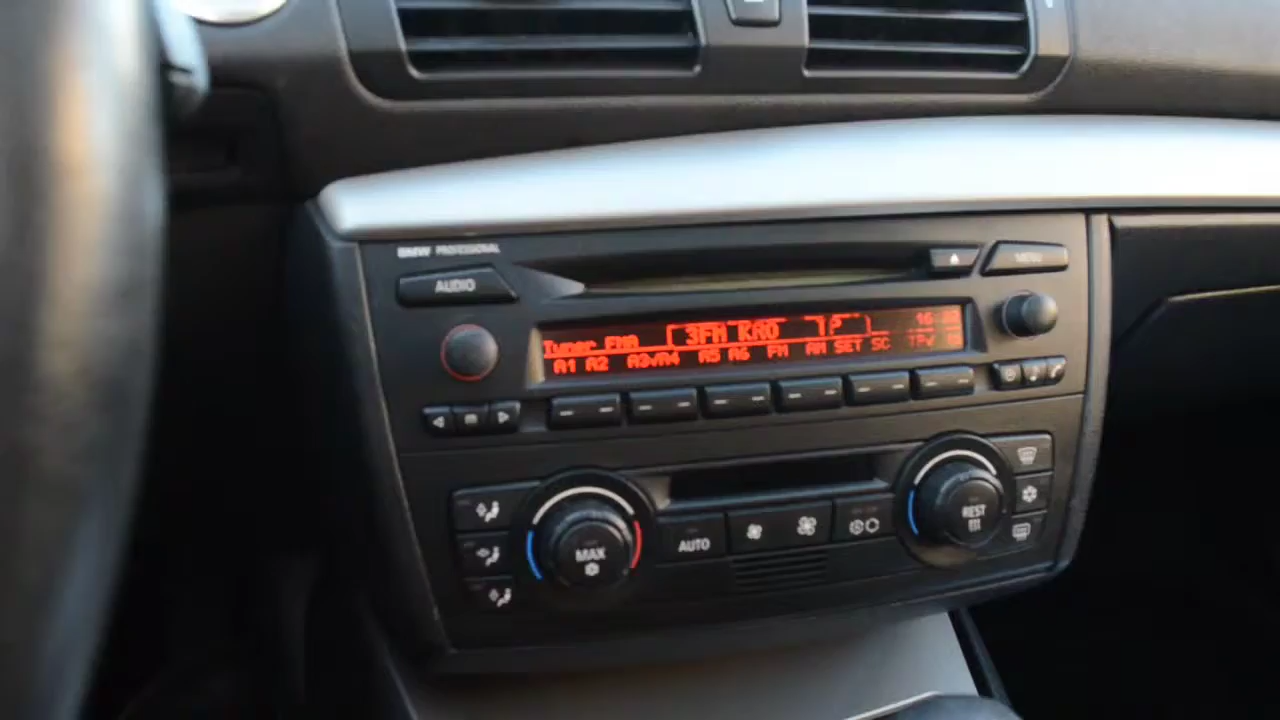 BMW PROFESSIONAL
AUDIO
MENU
Tuner FMA 3FM KRO P
A1 A2 A3 A4 A5 A6 FM AM SET SC
MAX
AUTO
REST